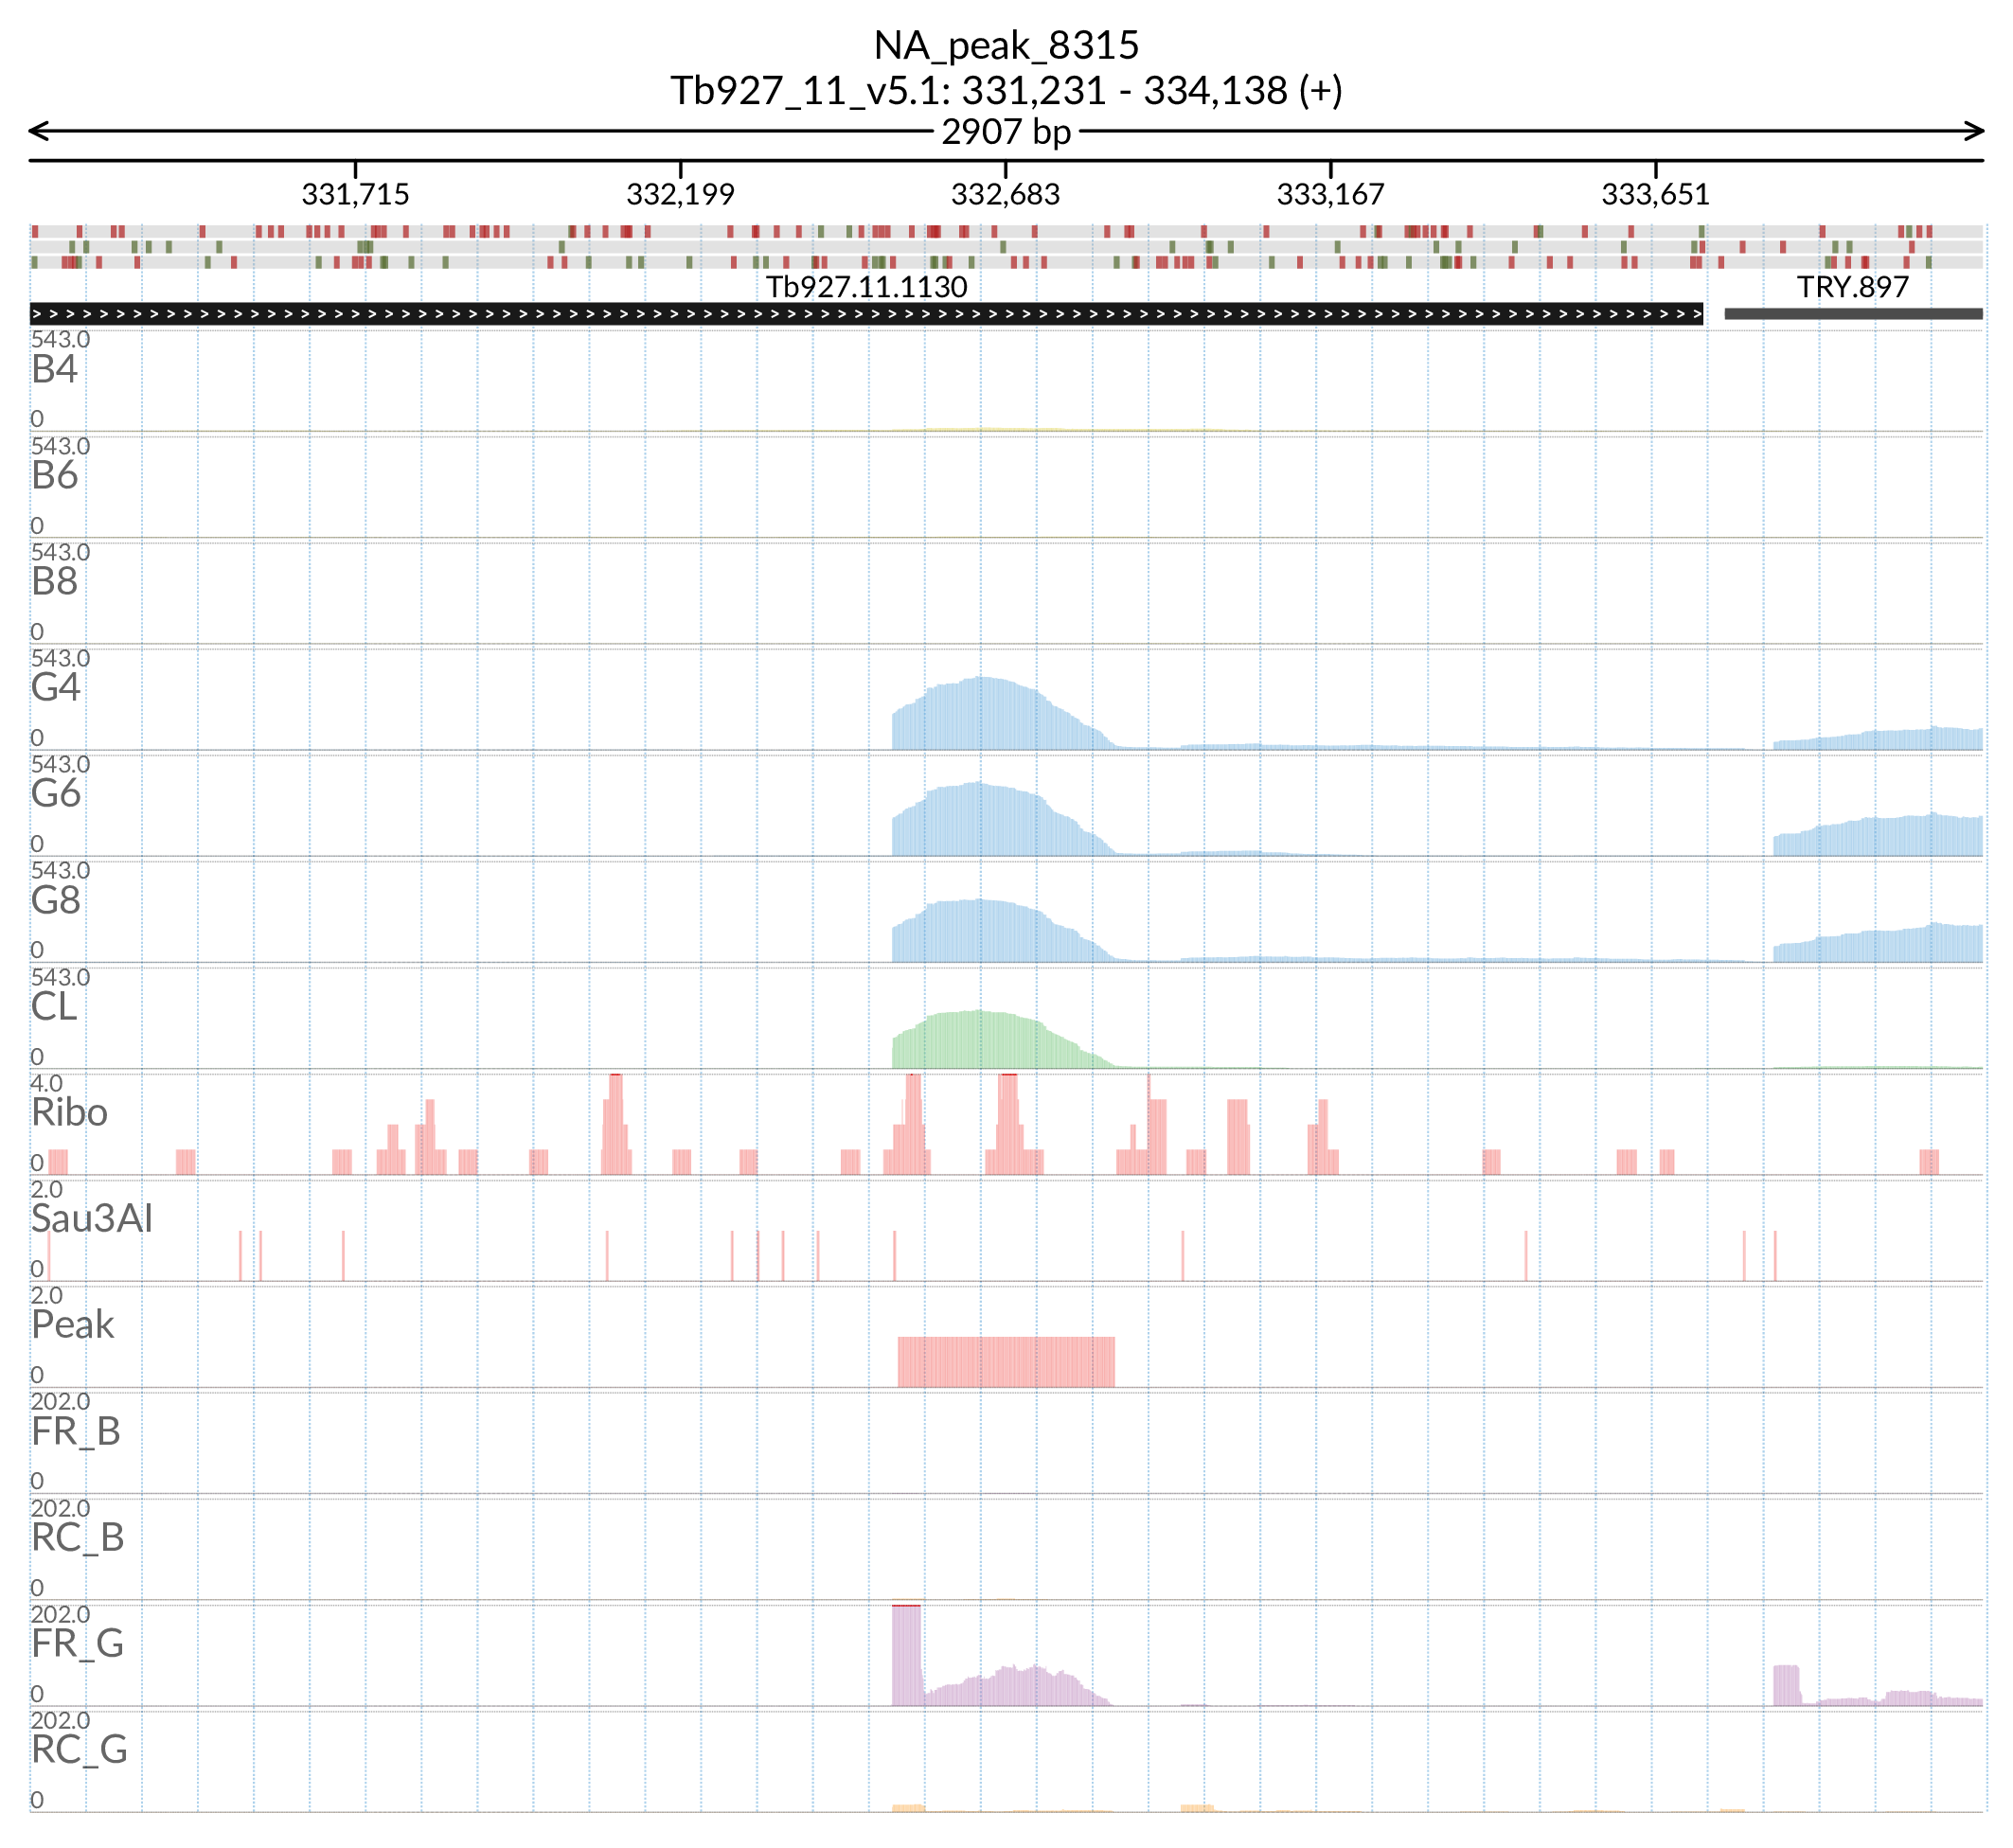 NA_peak_8315
Tb927_11_v5.1: 331,231 - 334,138 (+)
2907 bp
331,715 332,199 332,683 333,167 333,651
Tb927.11.1130 TRY.897
543.0
B4
0
543.0
B6
0
543.0
B8
0
543.0
G4
0
543.0
G6
0
543.0
G8
0
543.0
CL
0
4.0
Ribo
0
2.0
Sau3AI
0
2.0
Peak
0
202.0
FR_B
0
202.0
RC_B
0
202.0
FR_G
0
202.0
RC_G
0